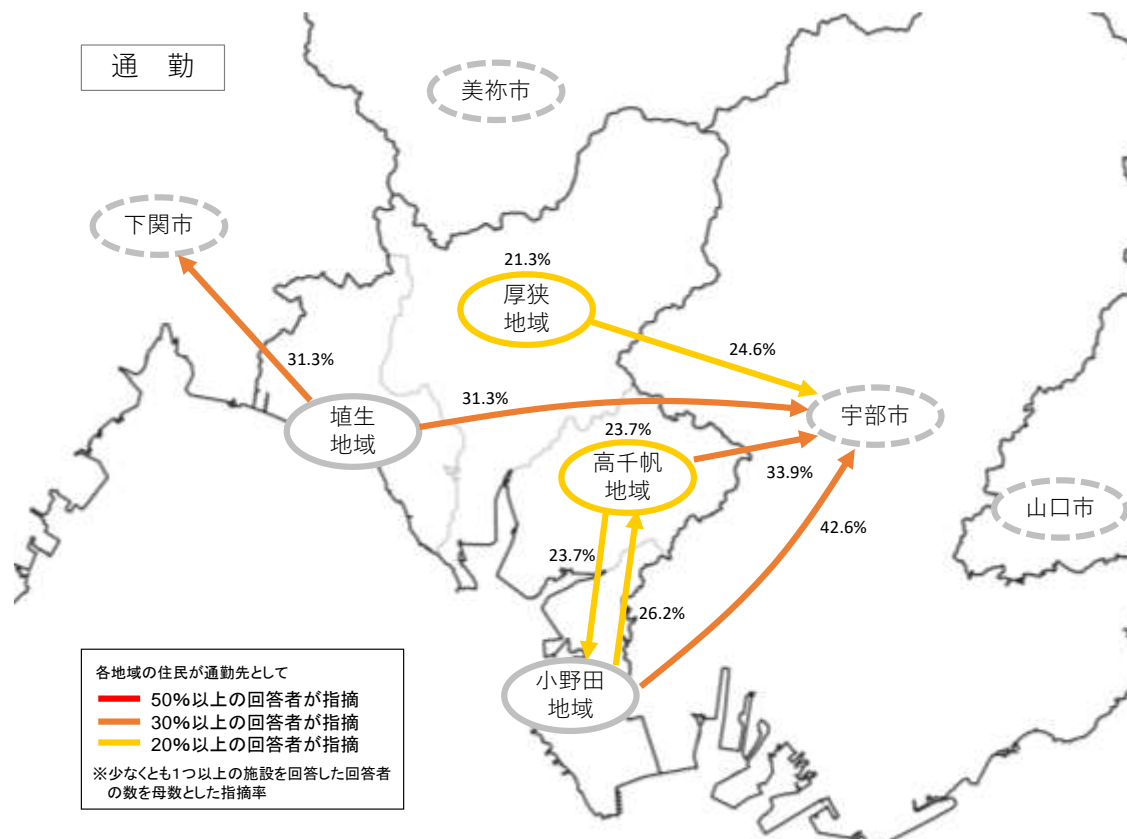 通 勤
美祢市
下関市
21.3%
厚狭
地域
24.6%
31.3%
31.3%
埴生
地域
宇部市
23.7%
高千帆
地域
33.9%
山口市
42.6%
23.7%
26.2%
小野田
地域
各地域の住民が通勤先として
50%以上の回答者が指摘
30%以上の回答者が指摘
20%以上の回答者が指摘
※少なくとも1つ以上の施設を回答した回答者
の数を母数とした指摘率